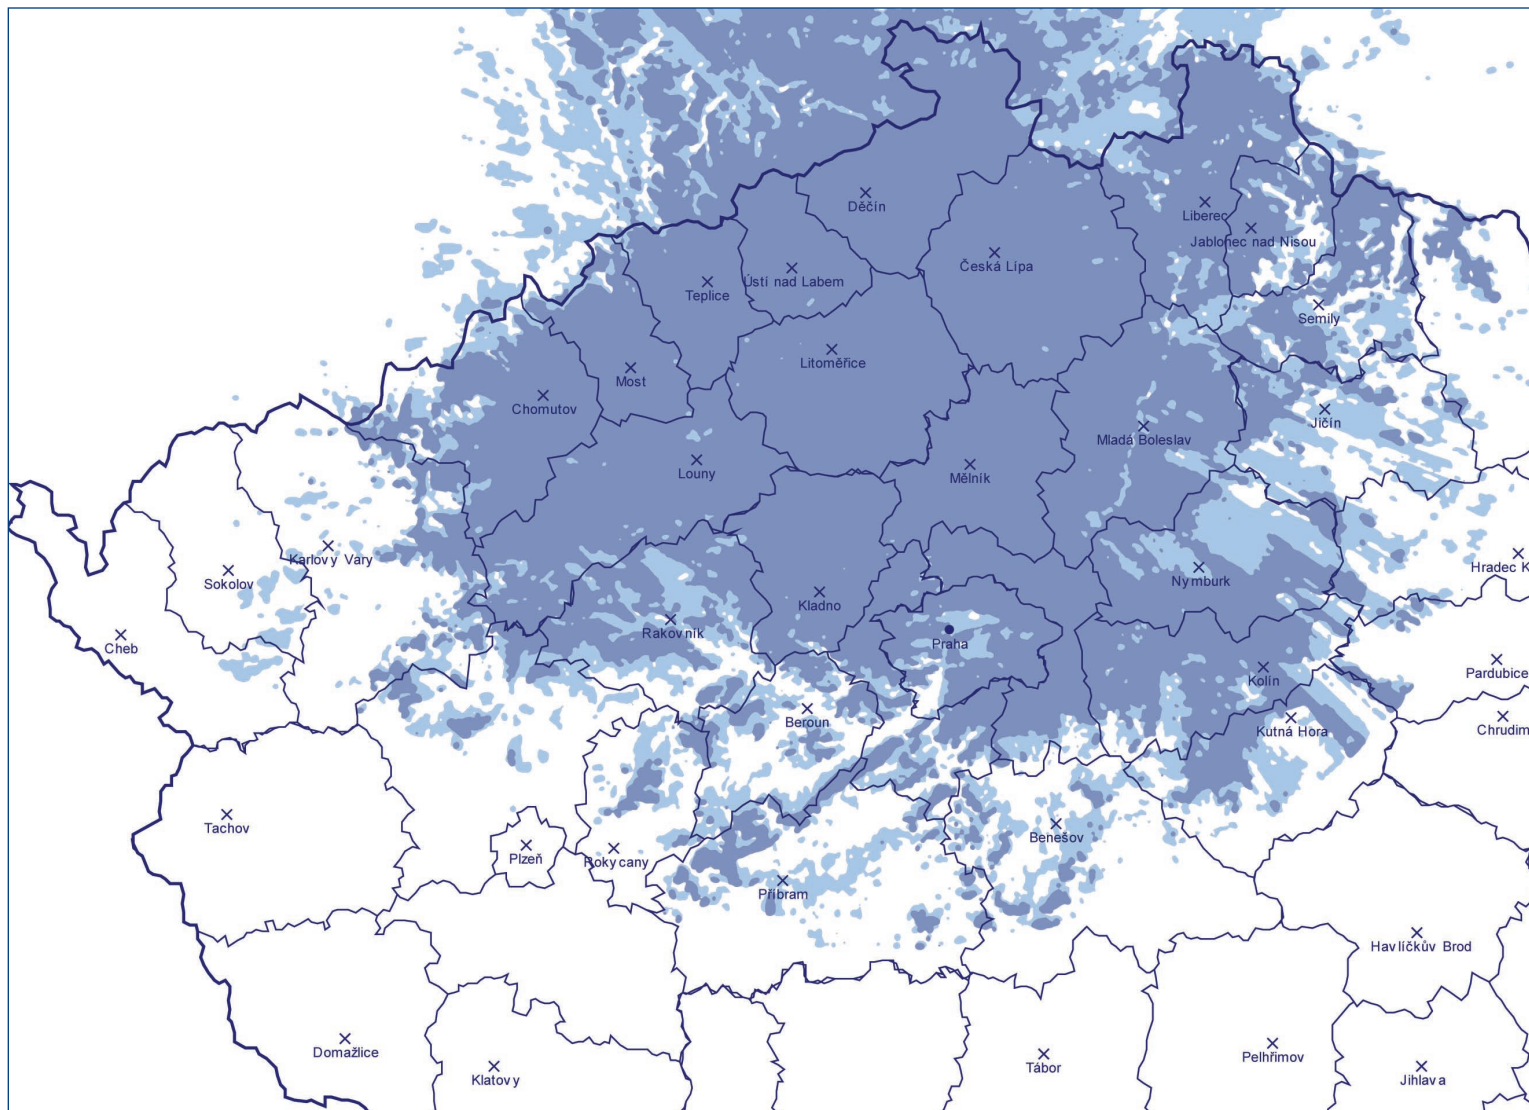 Děčín
Liberec
Jablonec nad Nisou
Česká Lípa
Ústí nad Labem
Teplice
Semily
Litoměřice
Most
Chomutov
Jičín
Mladá Boleslav
Louny
Mělník
Karlovy Vary
Hradec K
Sokolov
Nymburk
Kladno
Rakovník
Praha
Cheb
Kolín
Pardubice
Beroun
Kutná Hora
Chrudim
Tachov
Benešov
Plzeň
Rokycany
Příbram
Havlíčkův Brod
Domažlice
Pelhřimov
Tábor
Klatovy
Jihlava